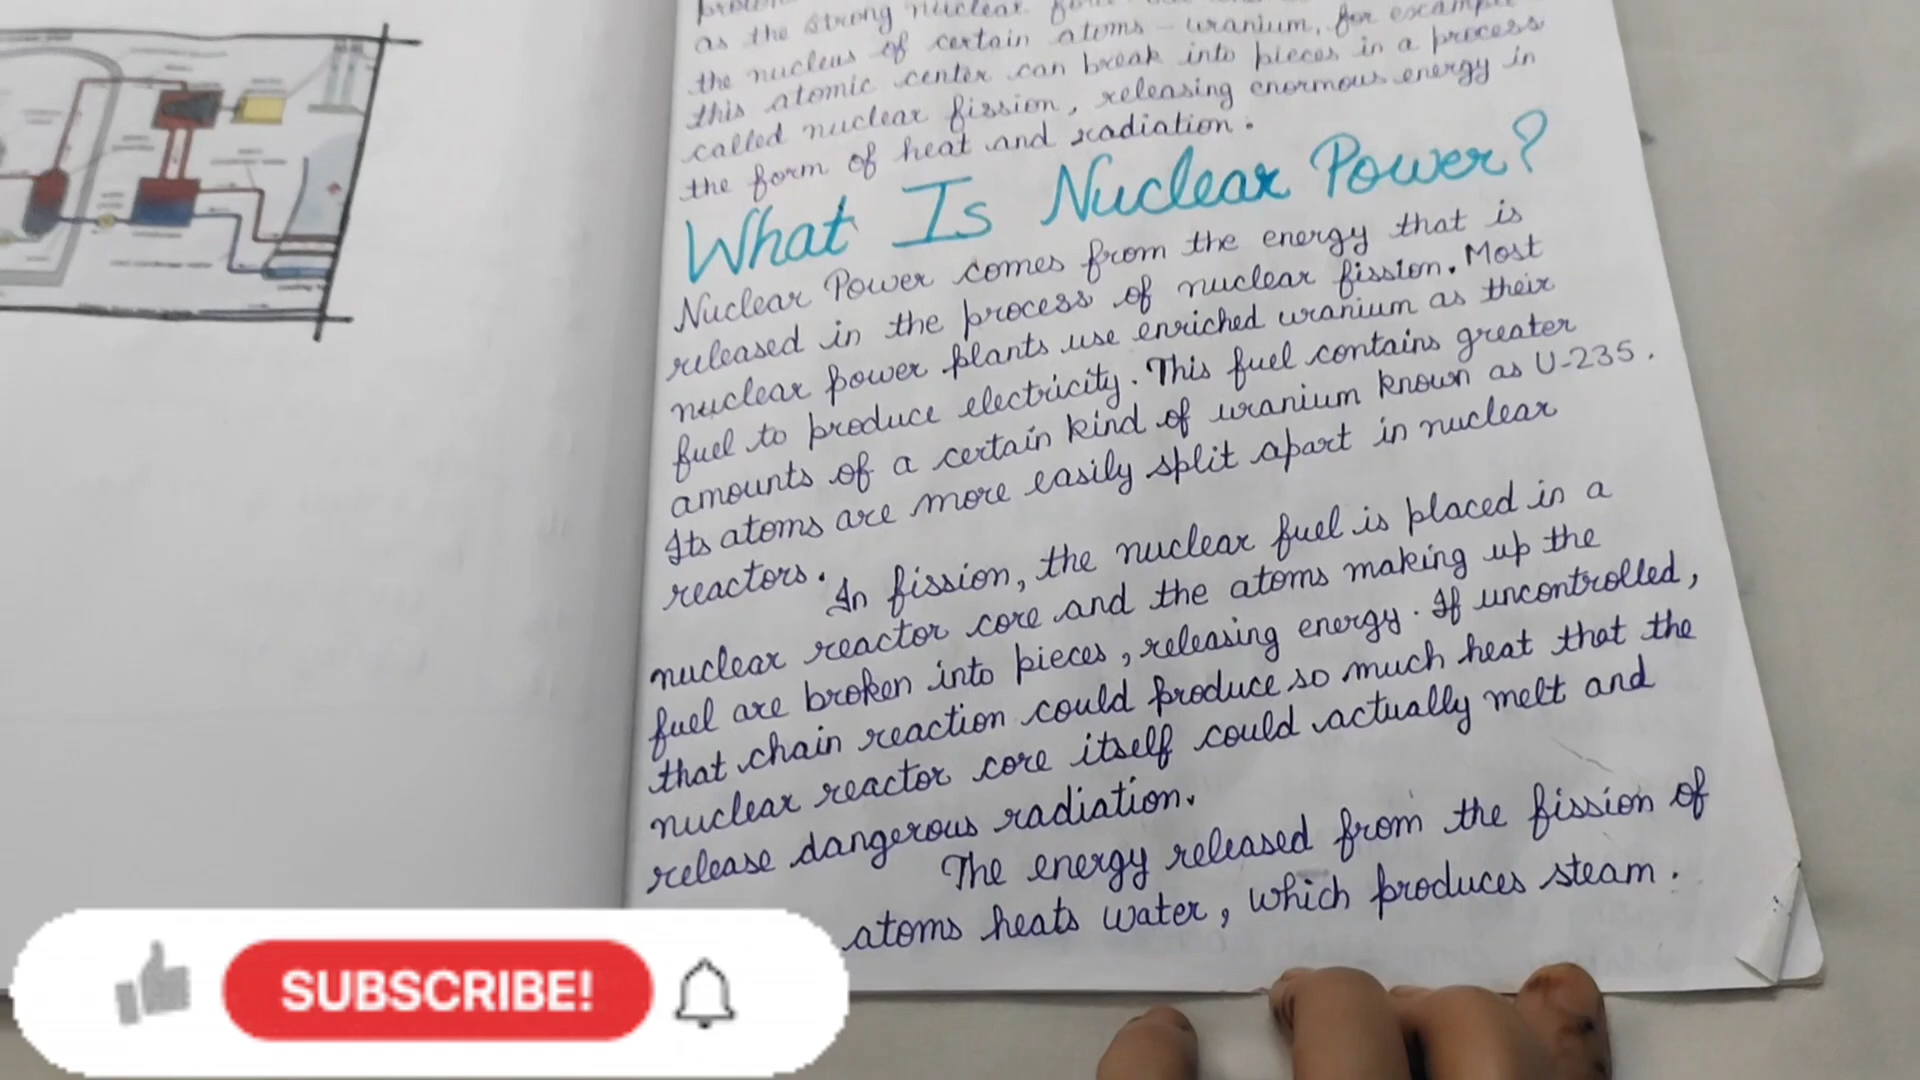 as the strong nuclear
the nucleus of certain atoms - uranium, for example
this atomic center can break into pieces in a process
called nuclear fission, releasing enormous energy in
the form of heat and radiation.
What Is Nuclear Power?
Nuclear Power comes from the energy that is
released in the process of nuclear fission. Most
nuclear power plants use enriched uranium as their
fuel to produce electricity. This fuel contains greater
amounts of a certain kind of uranium known as U-235.
Its atoms are more easily split apart in nuclear
reactors.
In fission, the nuclear fuel is placed in a
nuclear reactor core and the atoms making up the
fuel are broken into pieces, releasing energy. If uncontrolled,
that chain reaction could produce so much heat that the
nuclear reactor core itself could actually melt and
release dangerous radiation.
The energy released from the fission of
atoms heats water, which produces steam.
SUBSCRIBE!